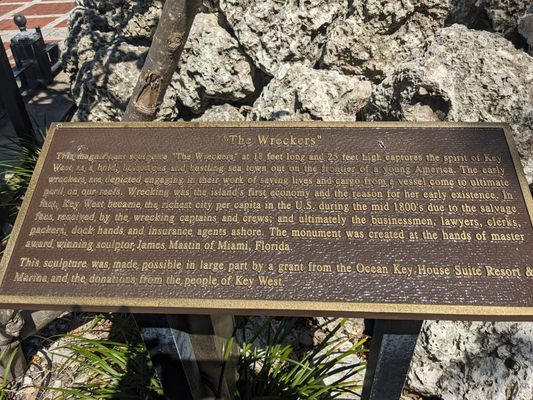 "The Wreckers"
This magnificent sculpture "The Wreckers" at 18 feet long and 25 feet high captures the spirit of Key
West as a bold, boisterous and bustling sea town out on the frontier of a young America. The early
wreckers are depicted engaging in their work of saving lives and cargo from a vessel come to ultimate
peril on our reefs. Wrecking was the island's first economy and the reason for her early existence. In
fact, Key West became the richest city per capita in the U.S. during the mid 1800's due to the salvage
fees, received by the wrecking captains and crews; and ultimately the businessmen, lawyers, clerks,
packers, dock hands and insurance agents ashore. The monument was created at the hands of master
award winning sculptor, James Mastin of Miami, Florida.
This sculpture was made possible in large part by a grant from the Ocean Key House Suite Resort &
Marina and the donations from the people of Key West.